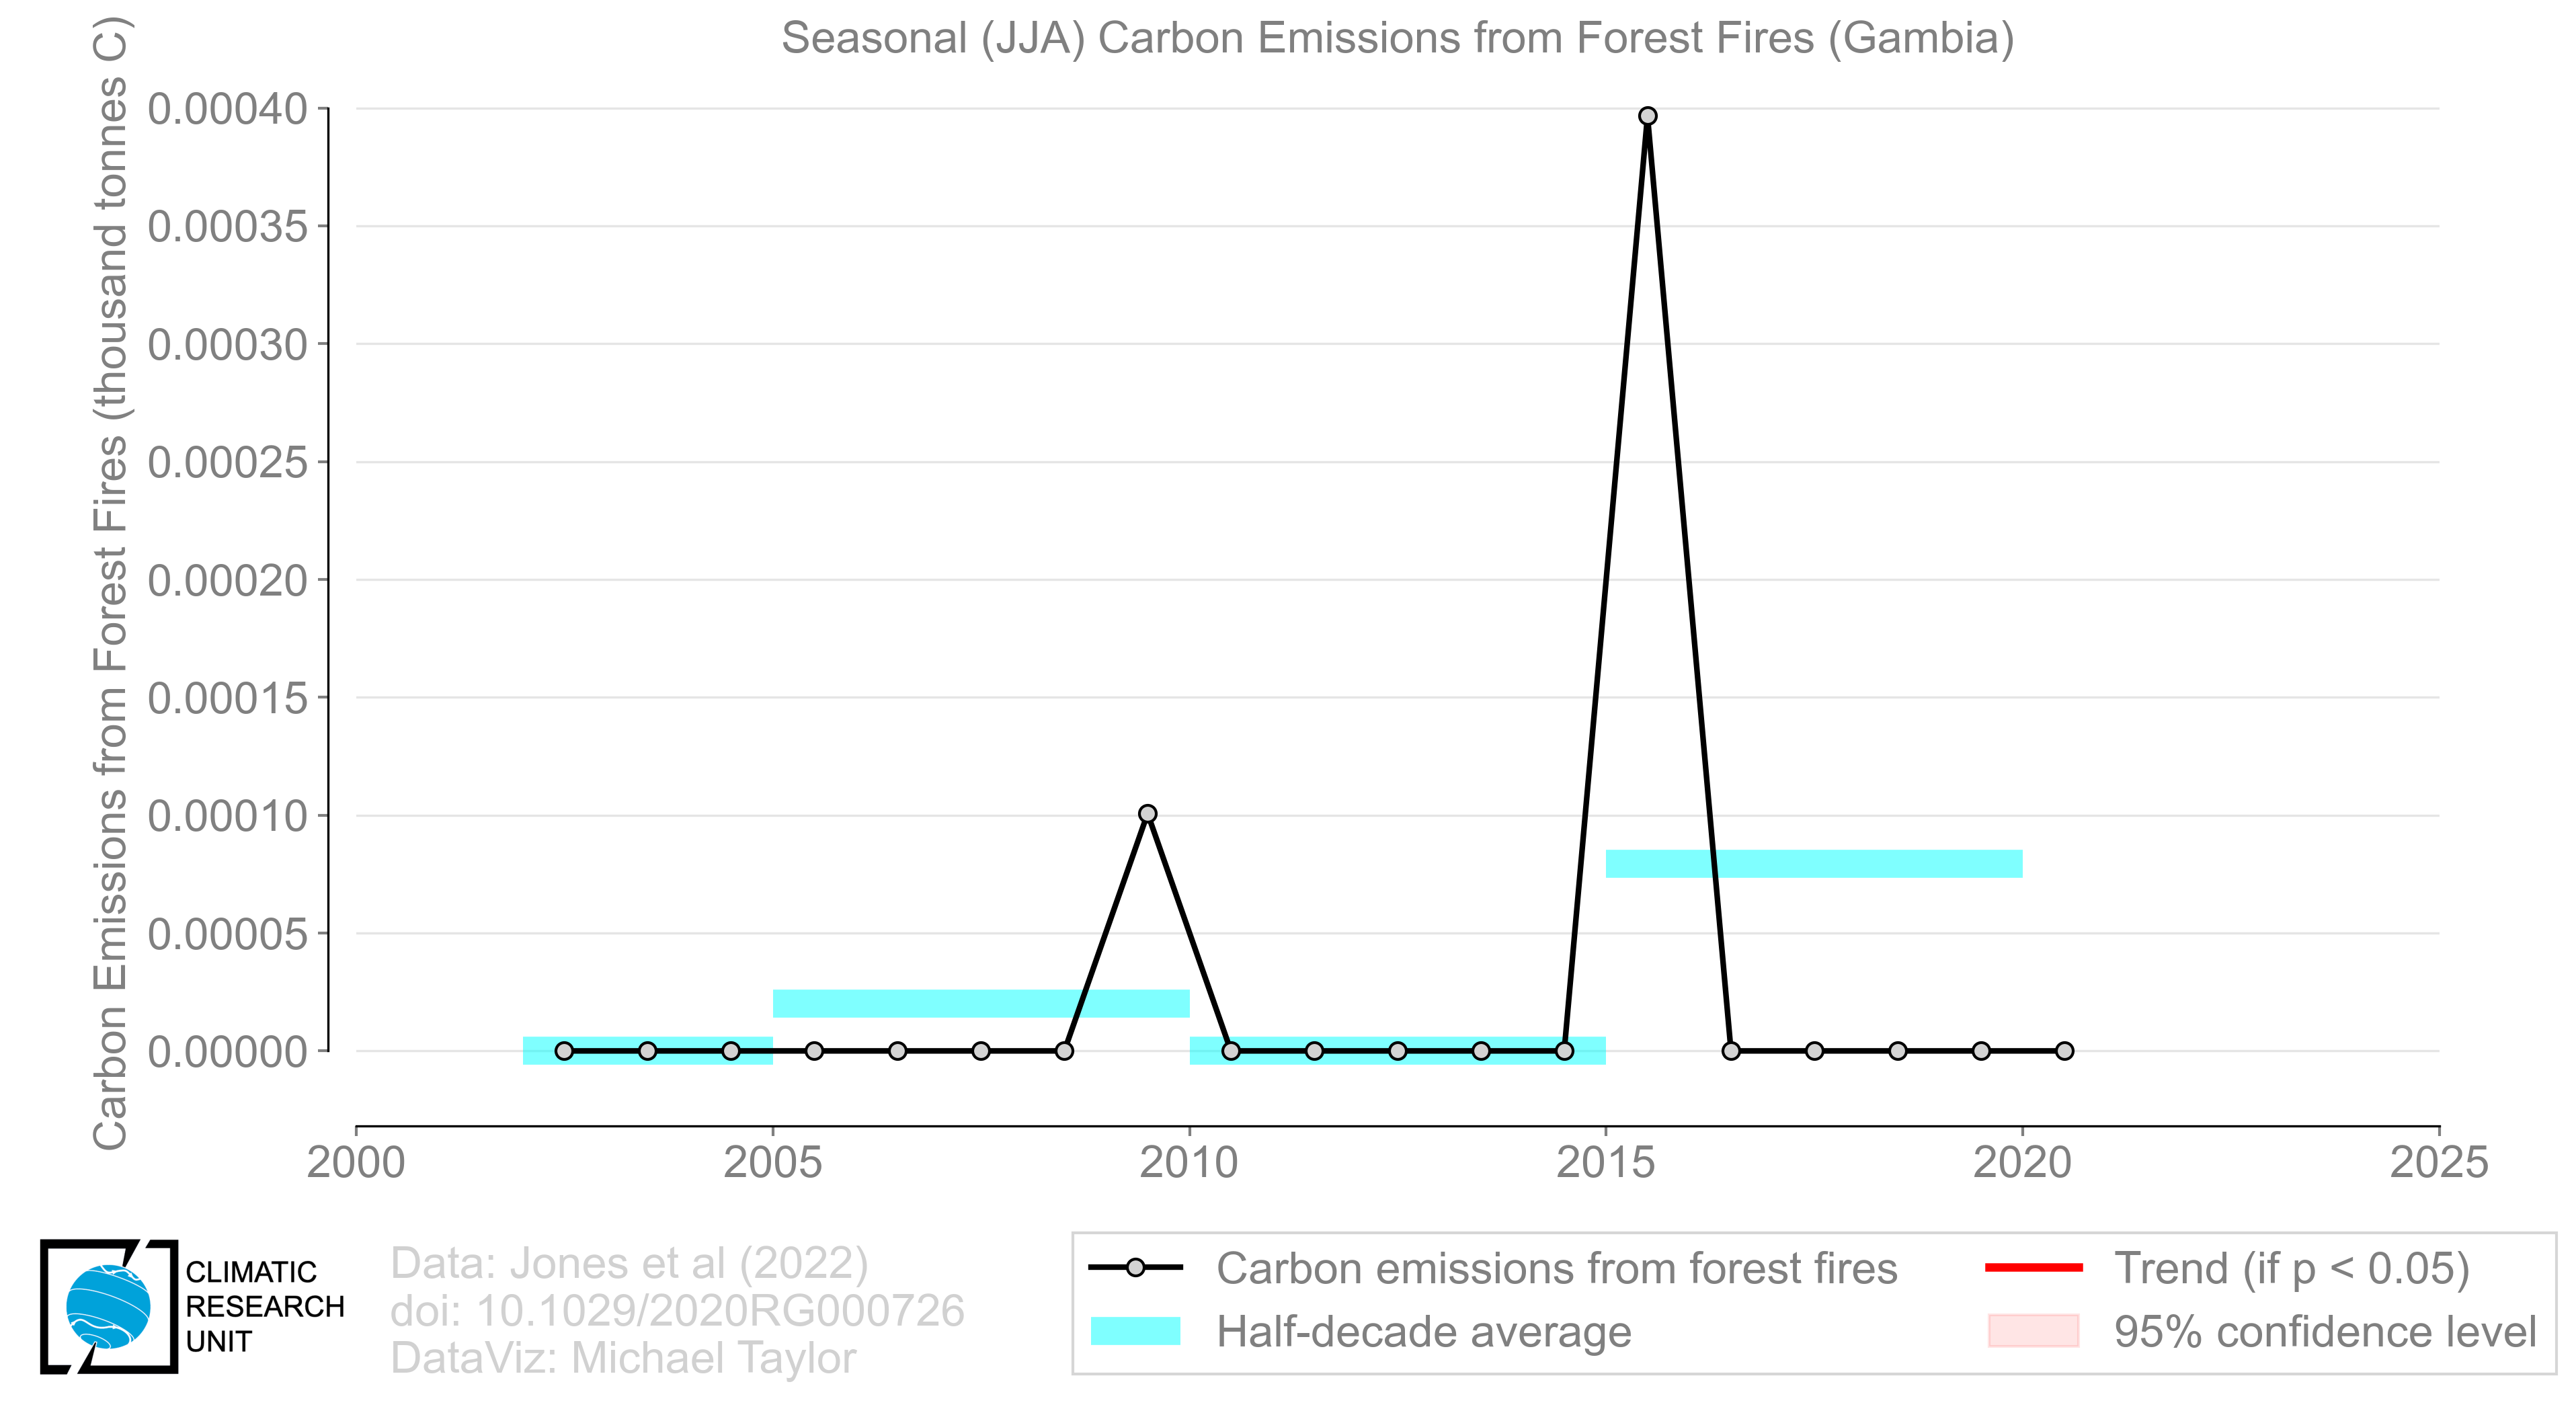 Seasonal (JJA) Carbon Emissions from Forest Fires (Gambia)
Carbon Emissions from Forest Fires (thousand tonnes C)
0.00040
0.00035
0.00030
0.00025
0.00020
0.00015
0.00010
0.00005
0.00000
2000 2005 2010 2015 2020 2025
CLIMATIC
RESEARCH
UNIT
Data: Jones et al (2022)
doi: 10.1029/2020RG000726
DataViz: Michael Taylor
Carbon emissions from forest fires
Half-decade average
Trend (if p < 0.05)
95% confidence level